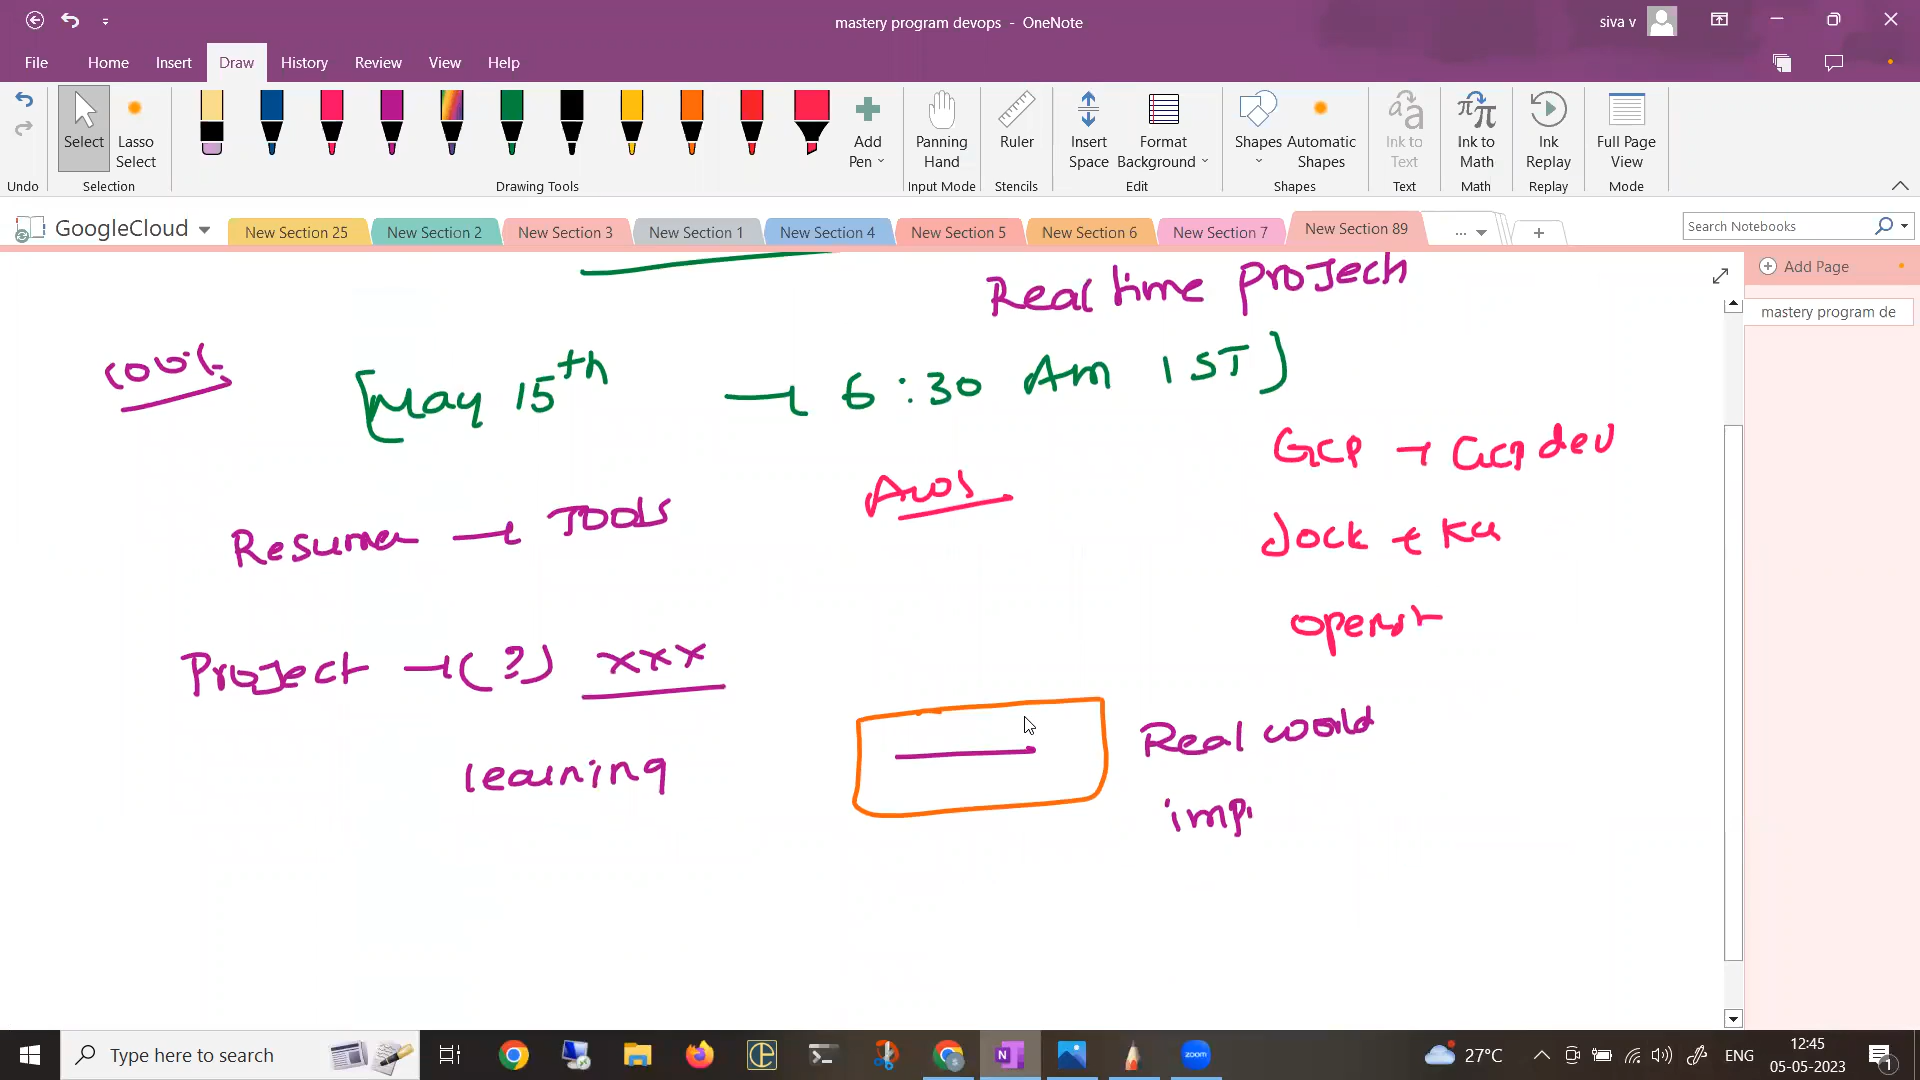 mastery program devops - OneNote
siva v
File Home Insert Draw History Review View Help
Undo
Select
Lasso Select
Selection
Drawing Tools
Add Pen
Panning Hand
Input Mode
Ruler
Stencils
Insert Space
Format Background
Edit
Shapes
Automatic Shapes
Shapes
Ink to Text
Text
Ink to Math
Math
Ink Replay
Replay
Full Page View
Mode
GoogleCloud
New Section 25 New Section 2 New Section 3 New Section 1 New Section 4 New Section 5 New Section 6 New Section 7 New Section 89 ... +
Search Notebooks
Add Page
mastery program de
Real time project
100%
[May 15th → 6:30 Am IST]
GCP → GCP dev
Resume → TOOLS
Project → (?) xxx
learning
Real world
imp
Type here to search
zoom
27°C
ENG
12:45
05-05-2023
1